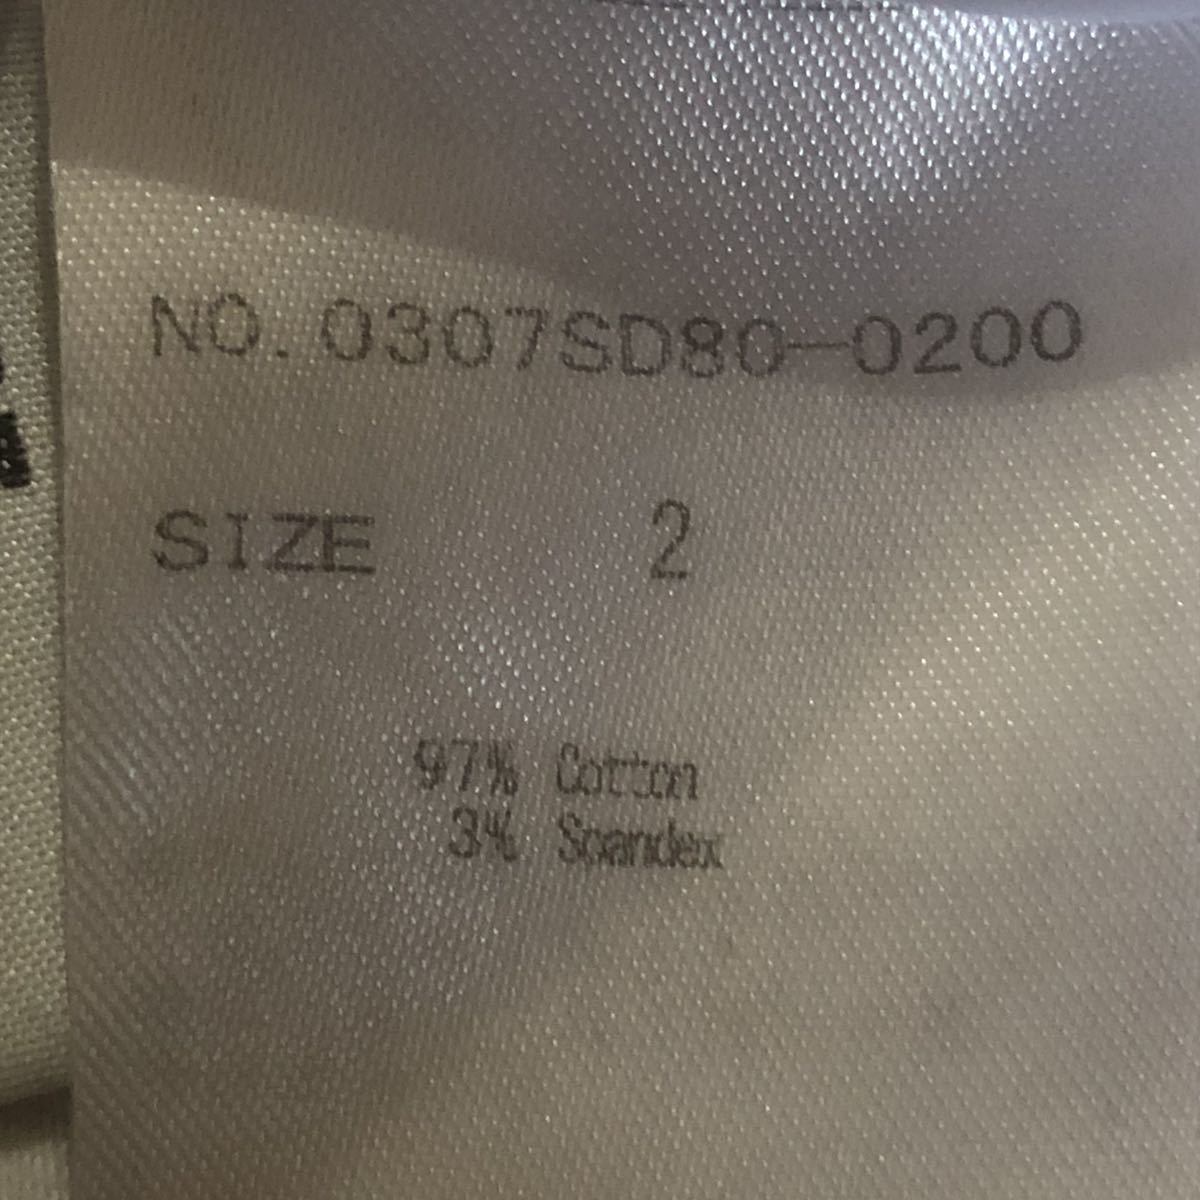 NO.0307SD80-0200
SIZE 2
97% Cotton
3% Spandex